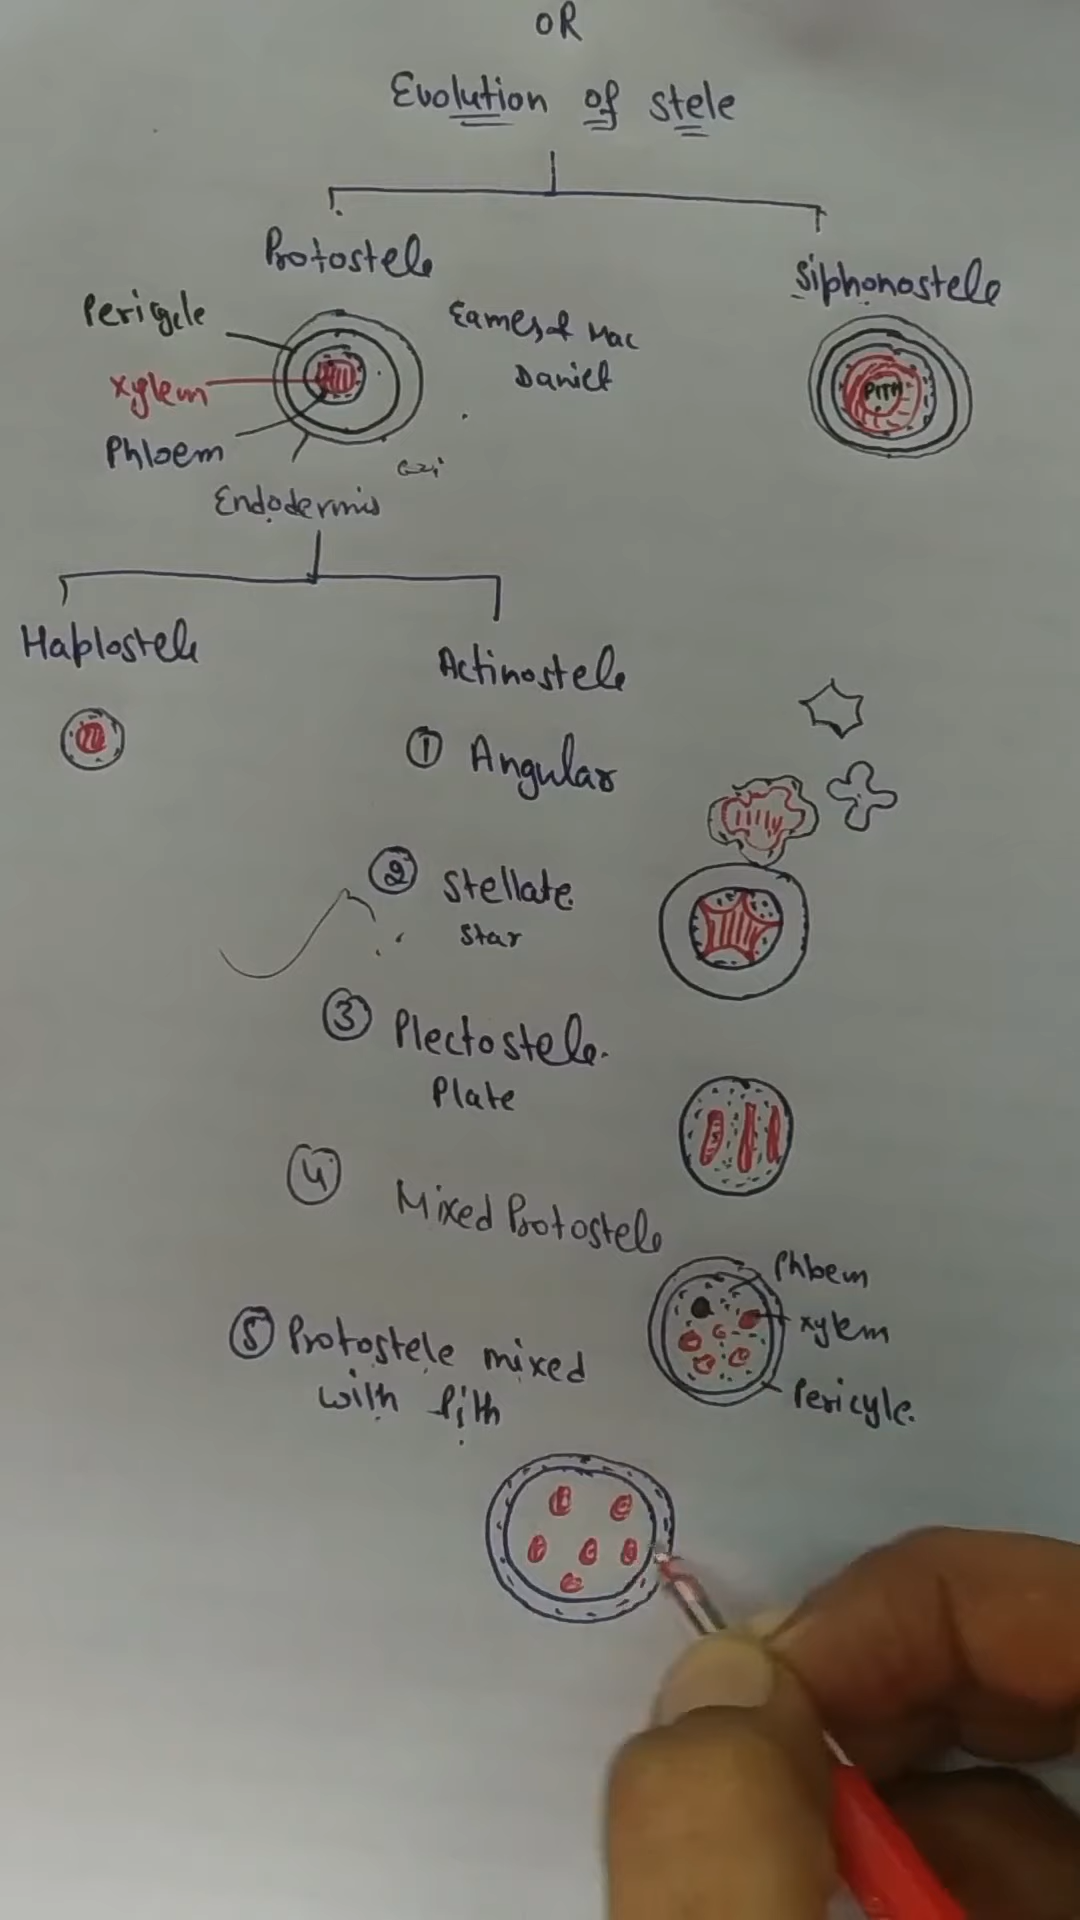 OR
Evolution of stele
Protostele
Siphonostele
Pericycle
Xylem
Phloem
Endodermis
Eames & Mac
Daniel
PITH
Haplostele
Actinostele
① Angular
② Stellate
Star
③ Plectostele
Plate
④ Mixed Protostele
Phloem
Xylem
Pericyle
⑤ Protostele mixed
with Pith